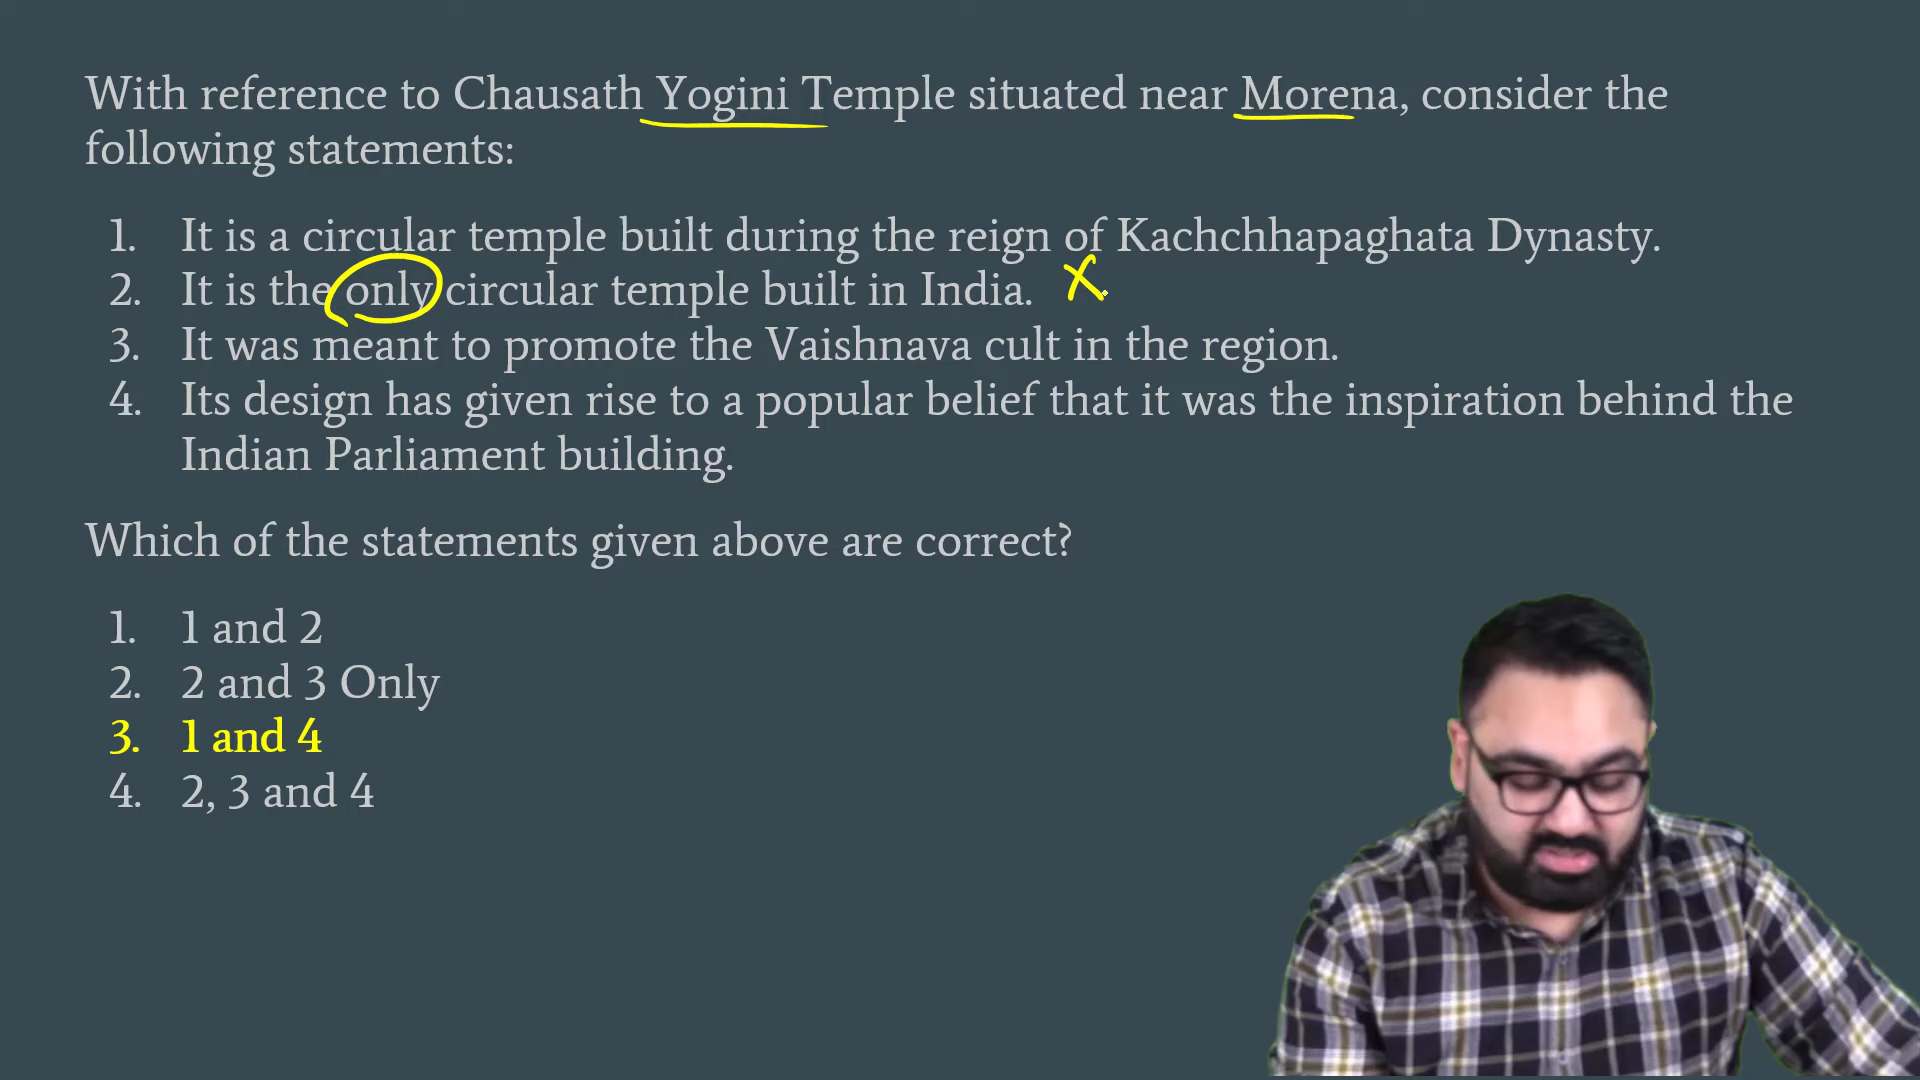 With reference to Chausath Yogini Temple situated near Morena, consider the
following statements:
1. It is a circular temple built during the reign of Kachchhapaghata Dynasty.
2. It is the only circular temple built in India. X
3. It was meant to promote the Vaishnava cult in the region.
4. Its design has given rise to a popular belief that it was the inspiration behind the
Indian Parliament building.
Which of the statements given above are correct?
1. 1 and 2
2. 2 and 3 Only
3. 1 and 4
4. 2, 3 and 4